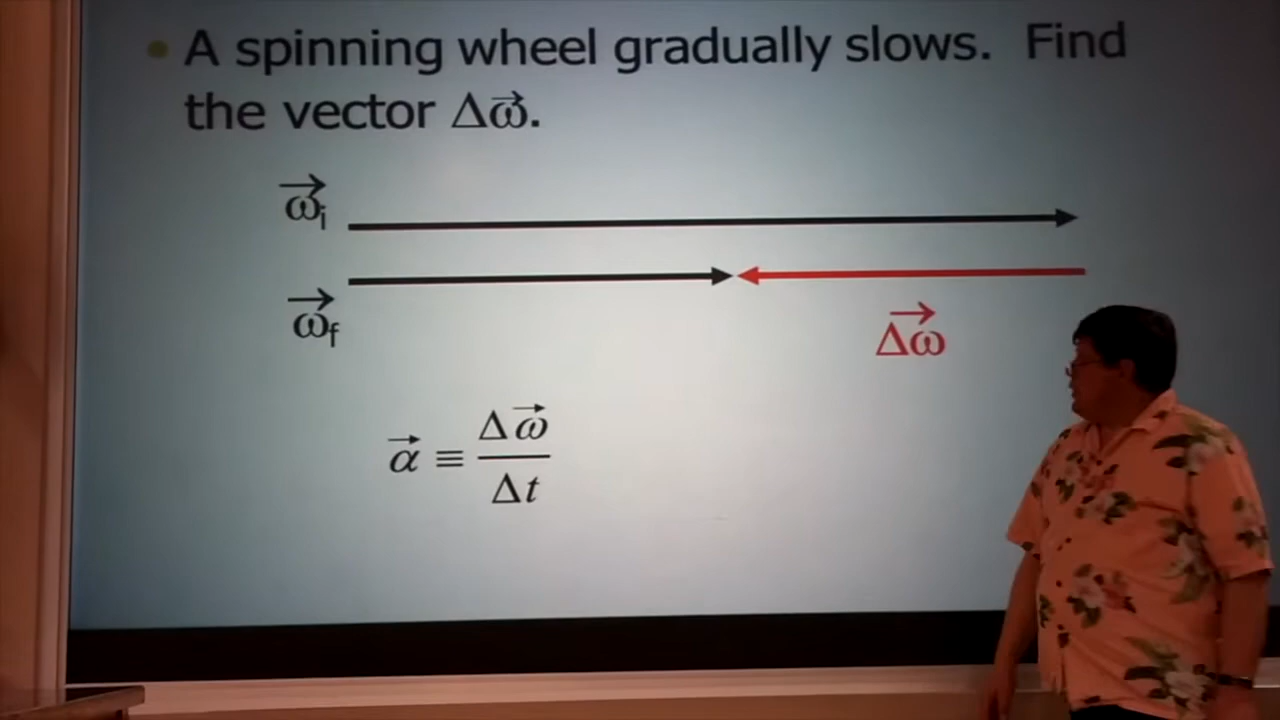 • A spinning wheel gradually slows. Find
the vector Δω⃗.
ω⃗i
ω⃗f
Δω⃗
α⃗ ≡ Δω⃗ / Δt